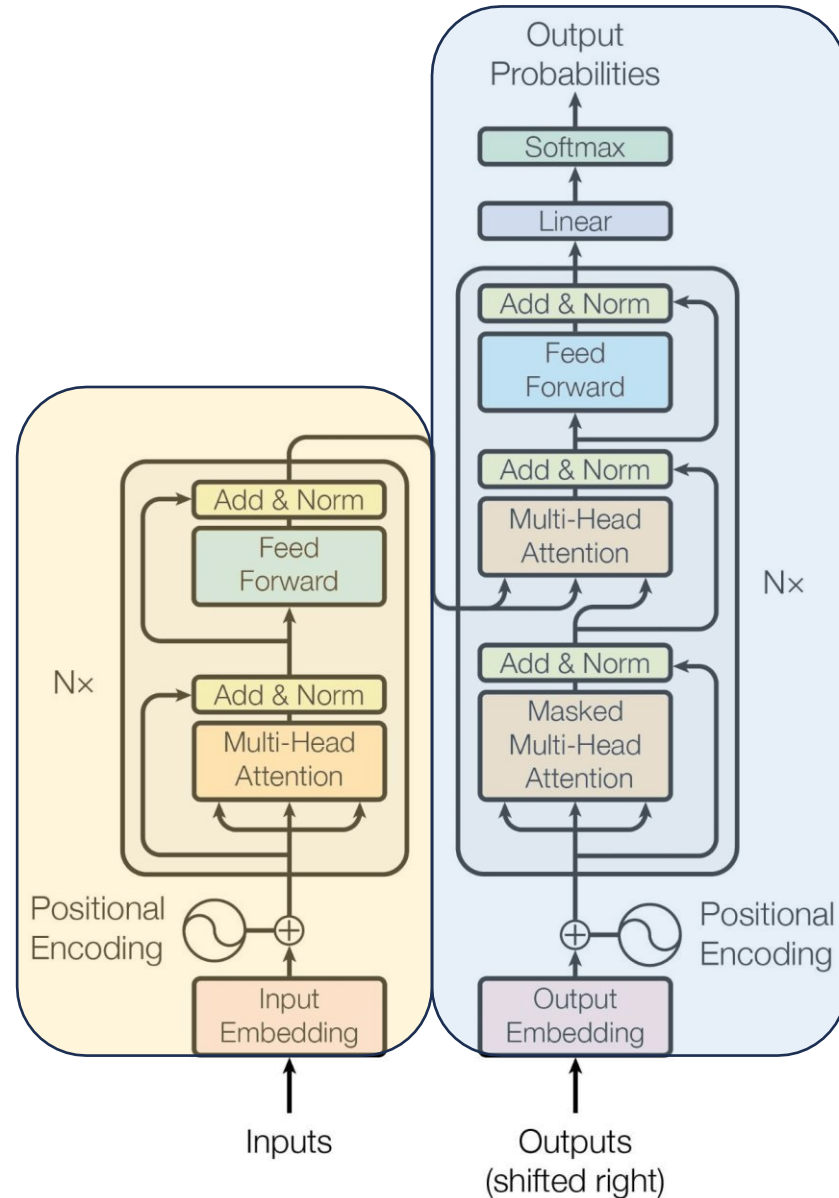 Output
Probabilities
Softmax
Linear
Add & Norm
Feed
Forward
Add & Norm
Multi-Head
Attention
N×
Add & Norm
Masked
Multi-Head
Attention
Positional
Encoding
Output
Embedding
Outputs
(shifted right)
Add & Norm
Feed
Forward
N×
Add & Norm
Multi-Head
Attention
Positional
Encoding
Input
Embedding
Inputs